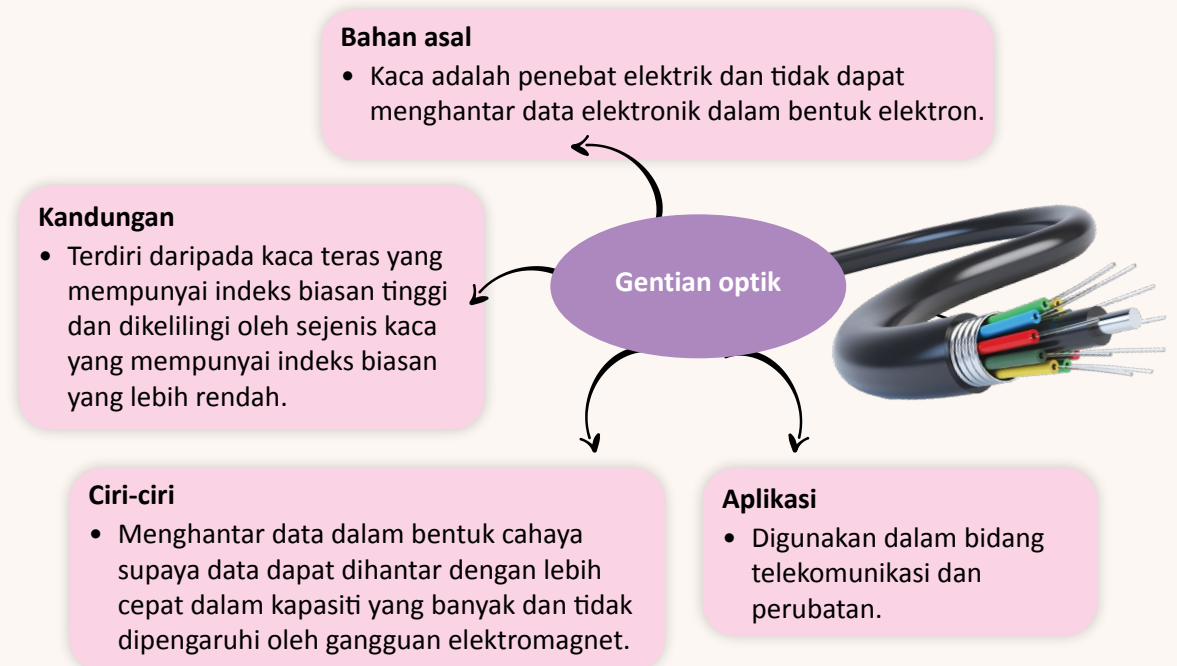 Bahan asal
• Kaca adalah penebat elektrik dan tidak dapat
menghantar data elektronik dalam bentuk elektron.
Kandungan
• Terdiri daripada kaca teras yang
mempunyai indeks biasan tinggi
dan dikelilingi oleh sejenis kaca
yang mempunyai indeks biasan
yang lebih rendah.
Gentian optik
Ciri-ciri
• Menghantar data dalam bentuk cahaya
supaya data dapat dihantar dengan lebih
cepat dalam kapasiti yang banyak dan tidak
dipengaruhi oleh gangguan elektromagnet.
Aplikasi
• Digunakan dalam bidang
telekomunikasi dan
perubatan.